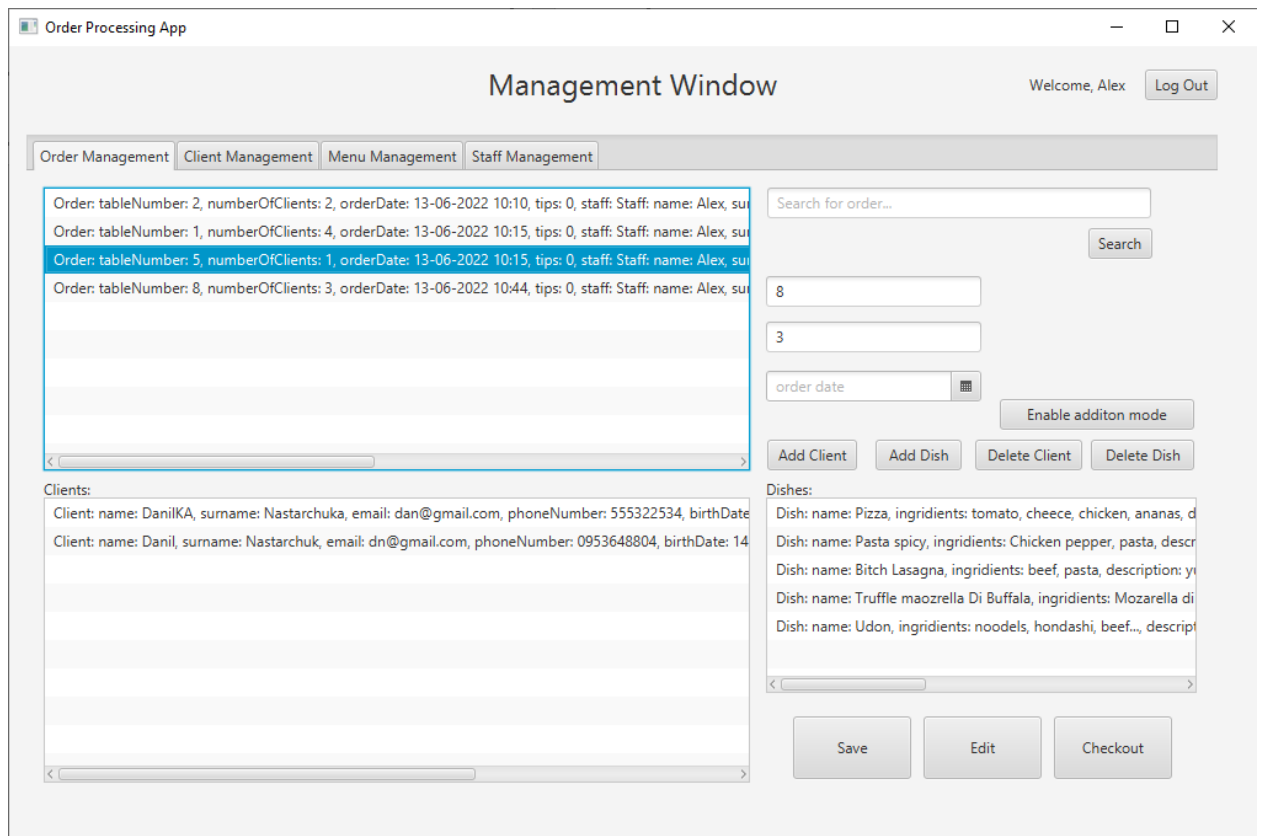 Order Processing App
Management Window
Welcome, Alex
Log Out
Order Management
Client Management
Menu Management
Staff Management
Order: tableNumber: 2, numberOfClients: 2, orderDate: 13-06-2022 10:10, tips: 0, staff: Staff: name: Alex, su
Order: tableNumber: 1, numberOfClients: 4, orderDate: 13-06-2022 10:15, tips: 0, staff: Staff: name: Alex, su
Order: tableNumber: 5, numberOfClients: 1, orderDate: 13-06-2022 10:15, tips: 0, staff: Staff: name: Alex, su
Order: tableNumber: 8, numberOfClients: 3, orderDate: 13-06-2022 10:44, tips: 0, staff: Staff: name: Alex, su
Search for order...
Search
8
3
order date
Enable additon mode
Add Client
Add Dish
Delete Client
Delete Dish
Clients:
Client: name: DanilKA, surname: Nastarchuka, email: dan@gmail.com, phoneNumber: 555322534, birthDate
Client: name: Danil, surname: Nastarchuk, email: dn@gmail.com, phoneNumber: 0953648804, birthDate: 14
Dishes:
Dish: name: Pizza, ingridients: tomato, cheece, chicken, ananas, d
Dish: name: Pasta spicy, ingridients: Chicken pepper, pasta, descr
Dish: name: Bitch Lasagna, ingridients: beef, pasta, description: y
Dish: name: Truffle maozrella Di Buffala, ingridients: Mozarella di
Dish: name: Udon, ingridients: noodels, hondashi, beef..., descript
Save
Edit
Checkout